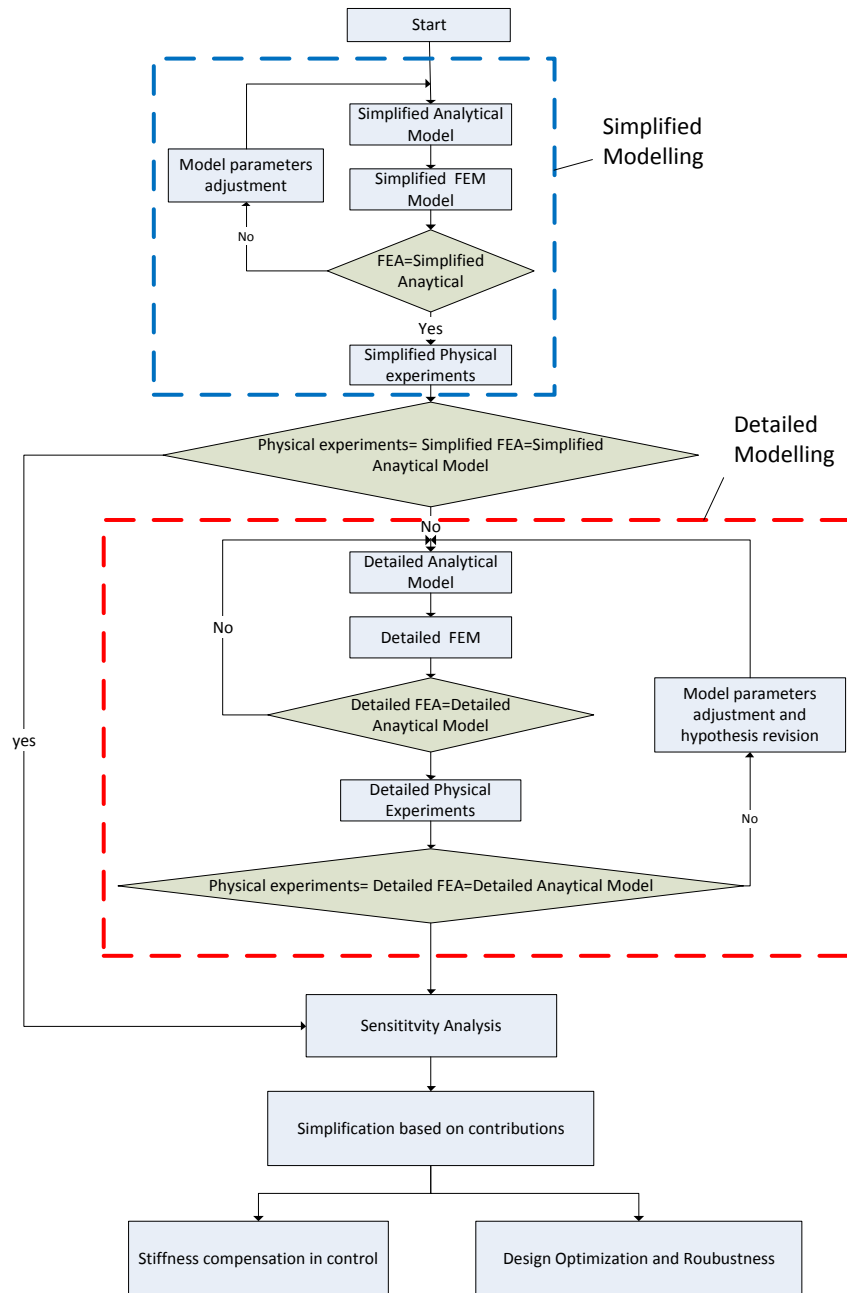 Start
Simplified Analytical
Model
Simplified
Modelling
Model parameters
adjustment
Simplified FEM
Model
No
FEA=Simplified
Anaytical
Yes
Simplified Physical
experiments
Physical experiments= Simplified FEA=Simplified
Anaytical Model
Detailed
Modelling
No
Detailed Analytical
Model
No
Detailed FEM
Detailed FEA=Detailed
Anaytical Model
Model parameters
adjustment and
hypothesis revision
yes
Detailed Physical
Experiments
No
Physical experiments= Detailed FEA=Detailed Anaytical Model
Sensititvity Analysis
Simplification based on contributions
Stiffness compensation in control
Design Optimization and Roubustness